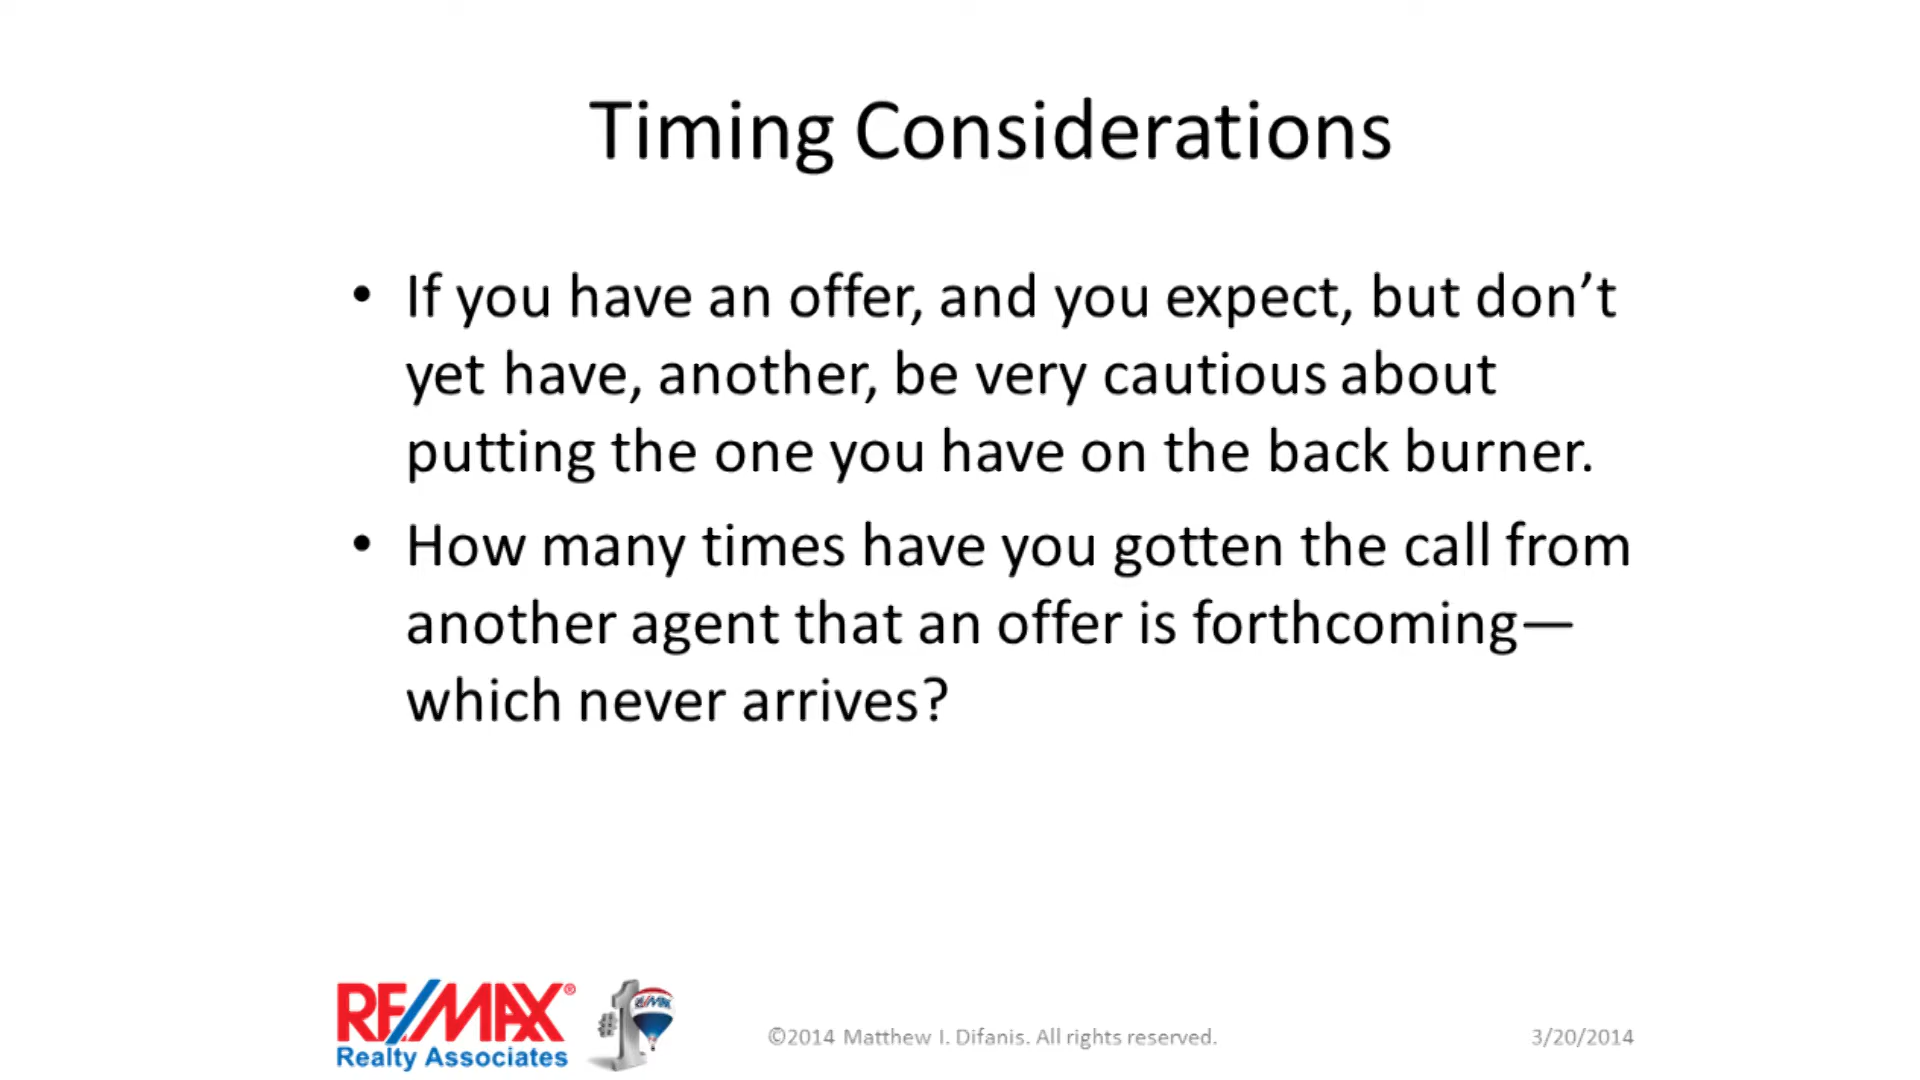 Timing Considerations
• If you have an offer, and you expect, but don’t
yet have, another, be very cautious about
putting the one you have on the back burner.
• How many times have you gotten the call from
another agent that an offer is forthcoming—
which never arrives?
RE/MAX®
Realty Associates
#1
RE/MAX
©2014 Matthew I. Difanis. All rights reserved.
3/20/2014